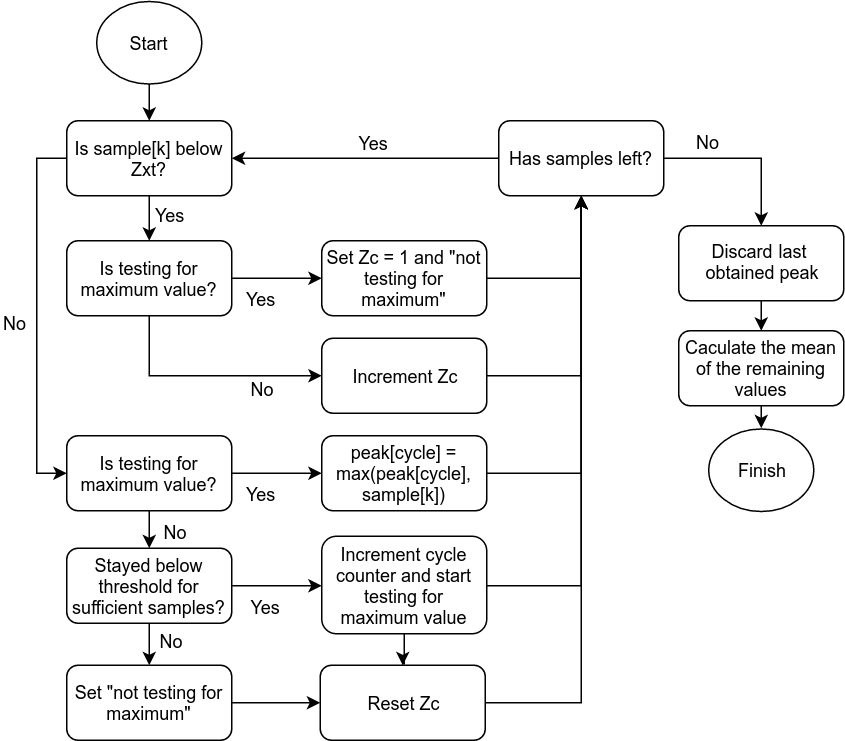 Start
Is sample[k] below
Zxt?
Yes
Has samples left?
No
Yes
Is testing for
maximum value?
Yes
Set Zc = 1 and "not
testing for
maximum"
Discard last
obtained peak
No
No
Increment Zc
Caculate the mean
of the remaining
values
Is testing for
maximum value?
Yes
peak[cycle] =
max(peak[cycle],
sample[k])
Finish
No
Stayed below
threshold for
sufficient samples?
Yes
Increment cycle
counter and start
testing for
maximum value
No
Set "not testing for
maximum"
Reset Zc